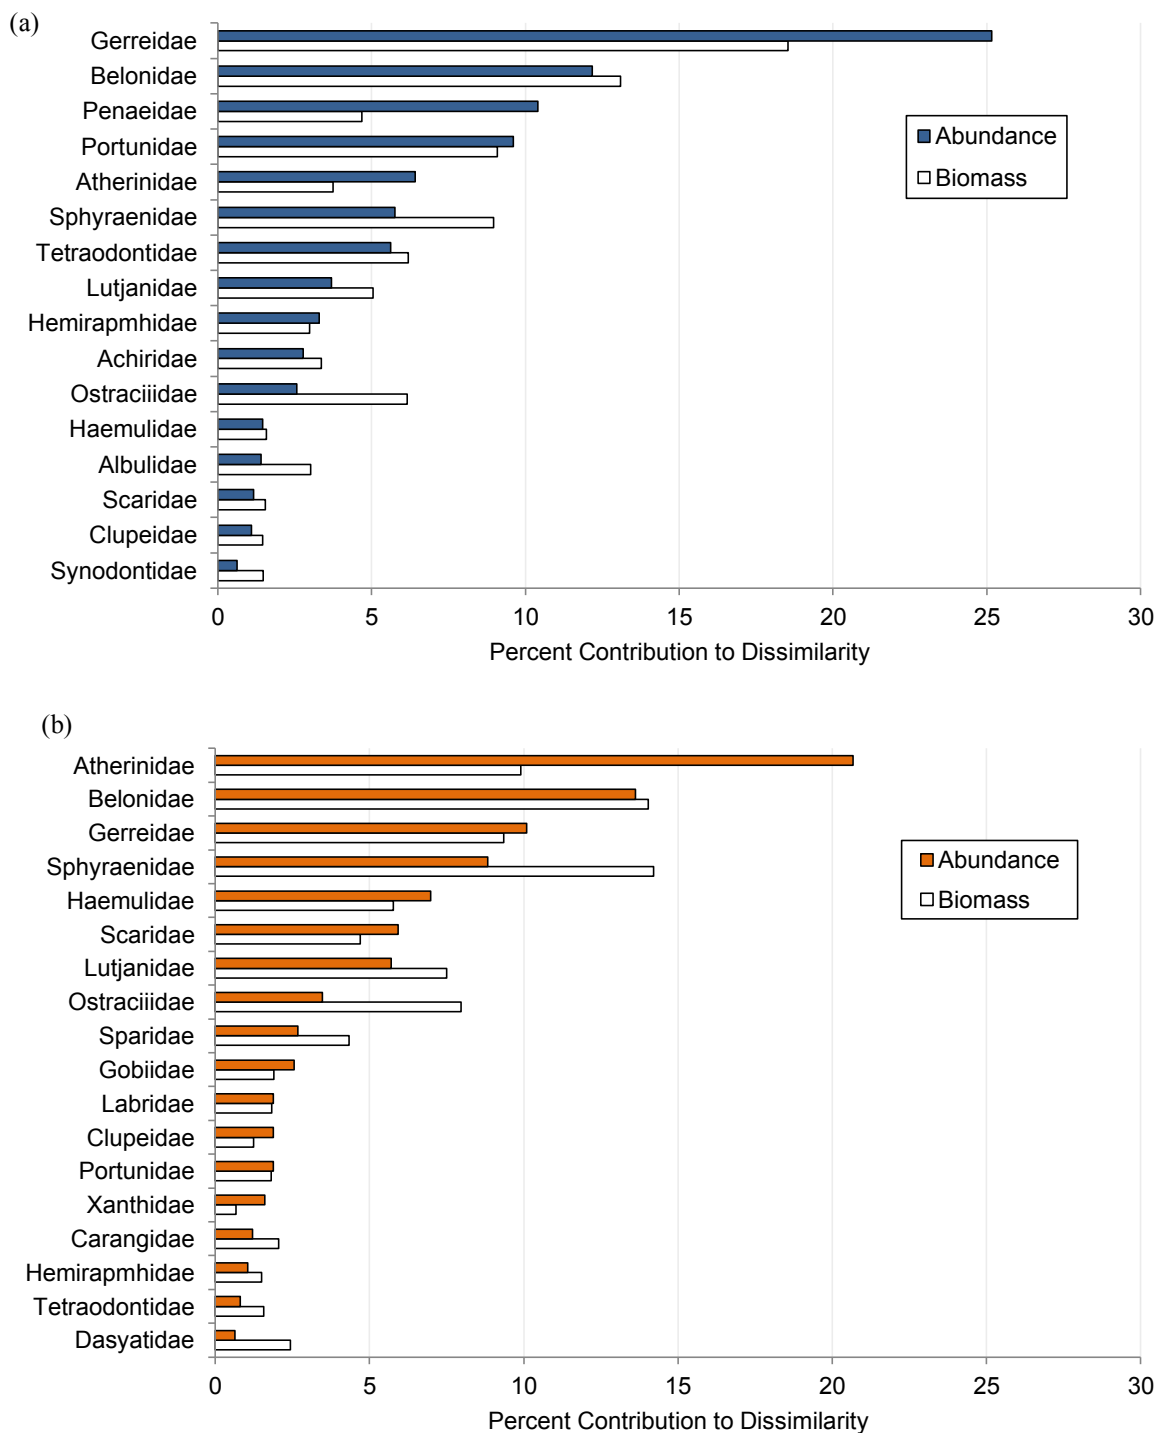 (a)
Gerreidae
Belonidae
Penaeidae
Portunidae
Atherinidae
Sphyraenidae
Tetraodontidae
Lutjanidae
Hemirapmhidae
Achiridae
Ostraciiidae
Haemulidae
Albulidae
Scaridae
Clupeidae
Synodontidae
Abundance
Biomass
0 5 10 15 20 25 30
Percent Contribution to Dissimilarity
(b)
Atherinidae
Belonidae
Gerreidae
Sphyraenidae
Haemulidae
Scaridae
Lutjanidae
Ostraciiidae
Sparidae
Gobiidae
Labridae
Clupeidae
Portunidae
Xanthidae
Carangidae
Hemirapmhidae
Tetraodontidae
Dasyatidae
Abundance
Biomass
0 5 10 15 20 25 30
Percent Contribution to Dissimilarity